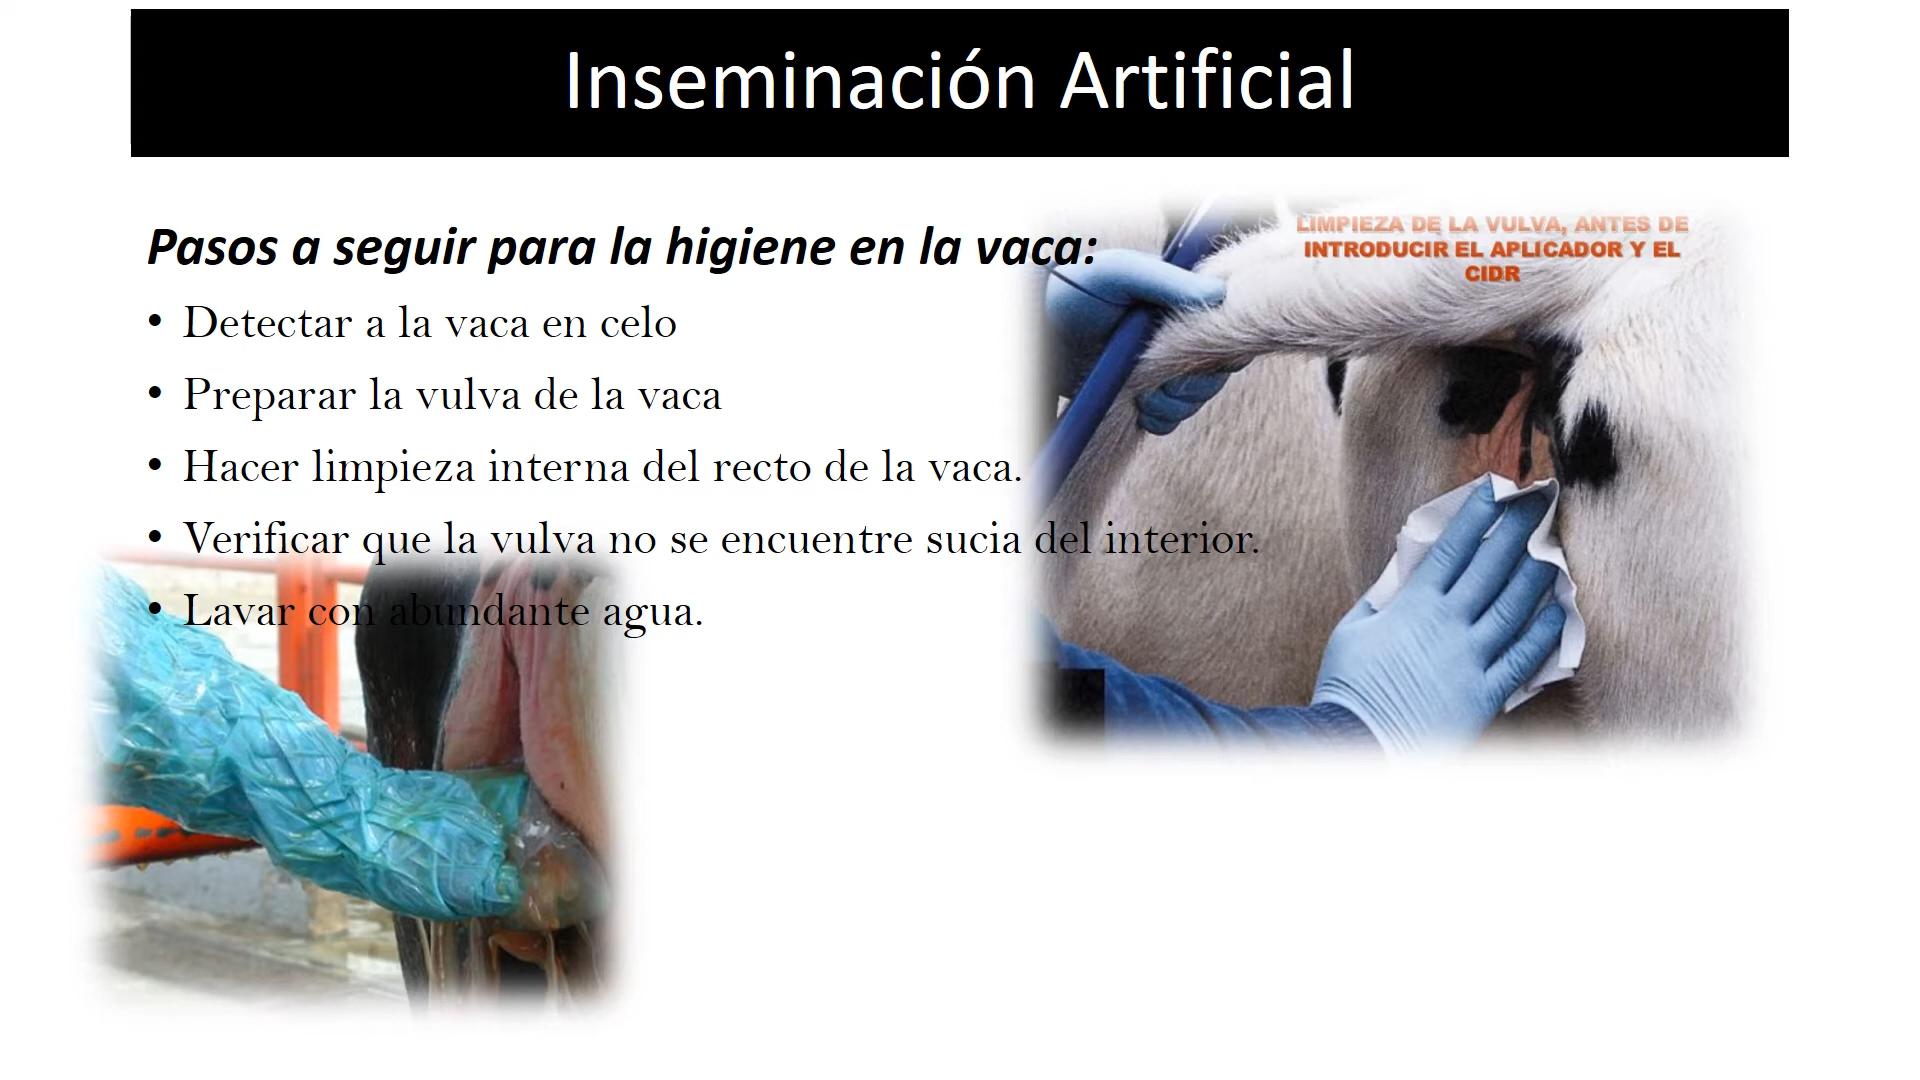 Inseminación Artificial
Pasos a seguir para la higiene en la vaca:
• Detectar a la vaca en celo
• Preparar la vulva de la vaca
• Hacer limpieza interna del recto de la vaca.
• Verificar que la vulva no se encuentre sucia del interior.
• Lavar con abundante agua.
LIMPIEZA DE LA VULVA, ANTES DE
INTRODUCIR EL APLICADOR Y EL
CIDR